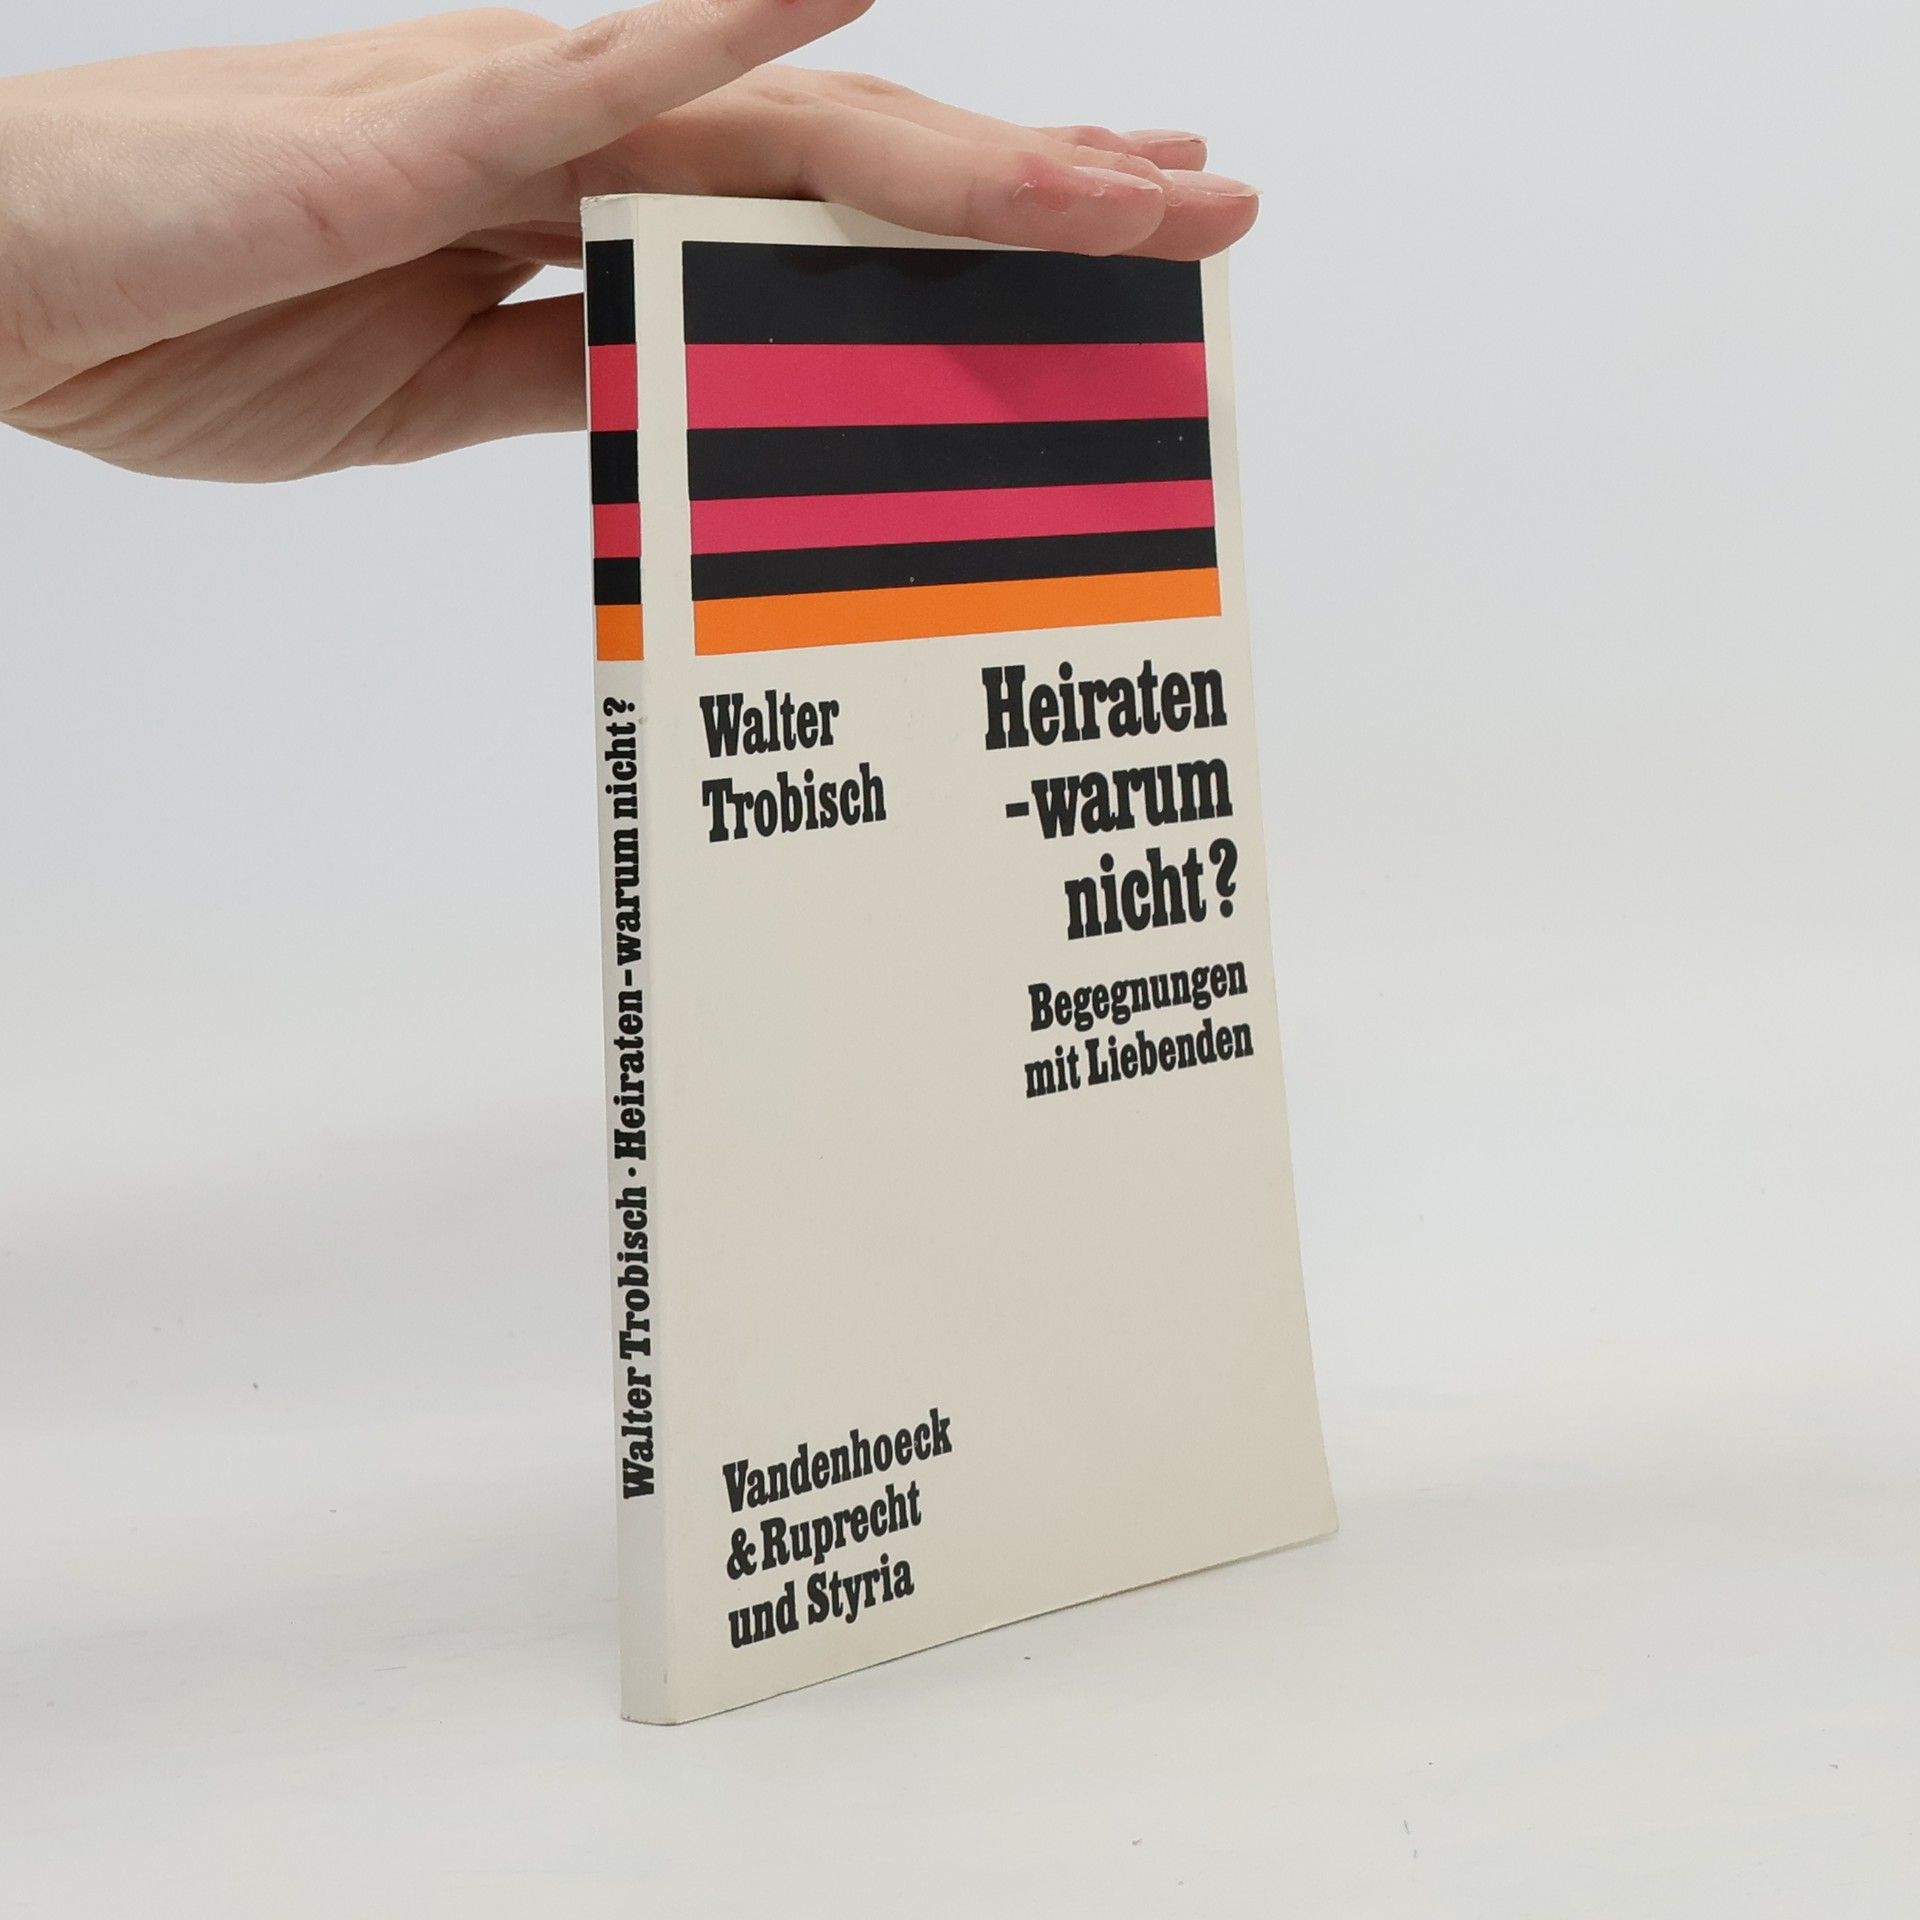 Walter Trobisch · Heiraten-warum nicht?
Walter
Trobisch
Heiraten
-warum
nicht?
Begegnungen
mit Liebenden
Vandenhoeck
& Ruprecht
und Styria